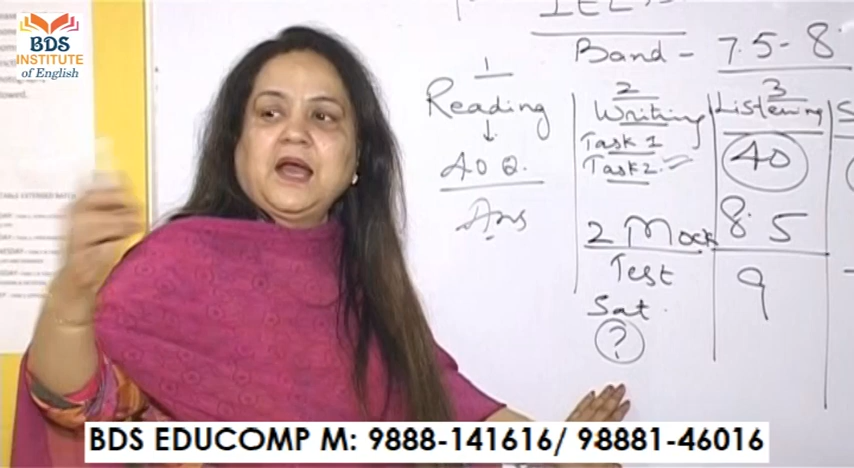 BDS
INSTITUTE
of English
IELTS
Band - 7.5 - 8.
1
Reading
↓
40 Q.
Ans
2
Writing
Task 1
Task 2.
2 Mock
Test
Sat.
?
3
Listening
40
8.5
9
S
BDS EDUCOMP M: 9888-141616/ 98881-46016